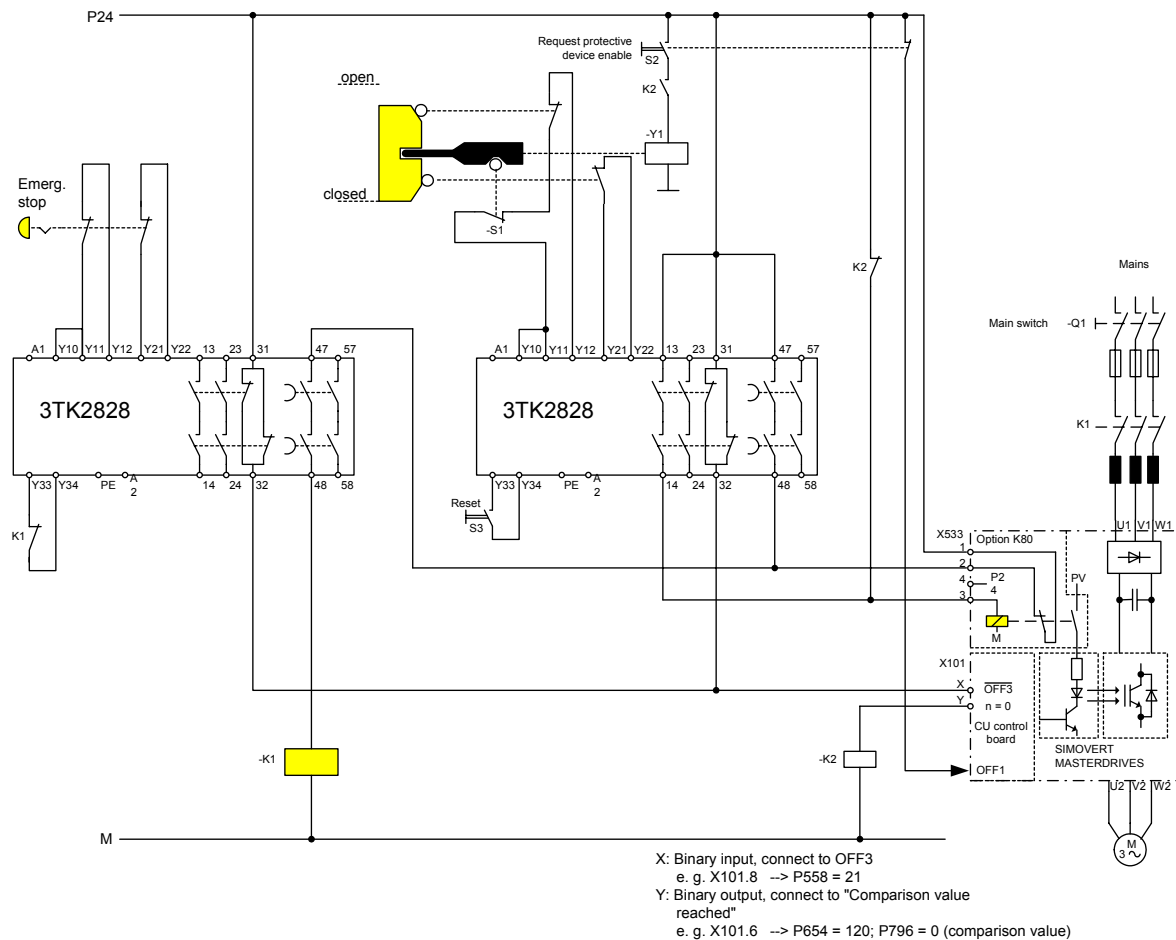 P24
Request protective
device enable
S2
open
K2
-Y1
Emerg.
stop
closed
-S1
K2
Mains
Main switch -Q1
A1 Y10 Y11 Y12 Y21 Y22 13 23 31 47 57
A1 Y10 Y11 Y12 Y21 Y22 13 23 31 47 57
3TK2828
3TK2828
K1
Y33 Y34 PE A 2 14 24 32 48 58
Y33 Y34 PE A 2 14 24 32 48 58
K1
Reset
S3
U1 V1 W1
X533 Option K80
1
2
4 P2
3 4
PV
M
X101
X OFF3
Y n = 0
CU control
board
-K1
-K2
SIMOVERT
MASTERDRIVES
OFF1
U2 V2 W2
M
M
3 ~
X: Binary input, connect to OFF3
e. g. X101.8 --> P558 = 21
Y: Binary output, connect to "Comparison value
reached"
e. g. X101.6 --> P654 = 120; P796 = 0 (comparison value)